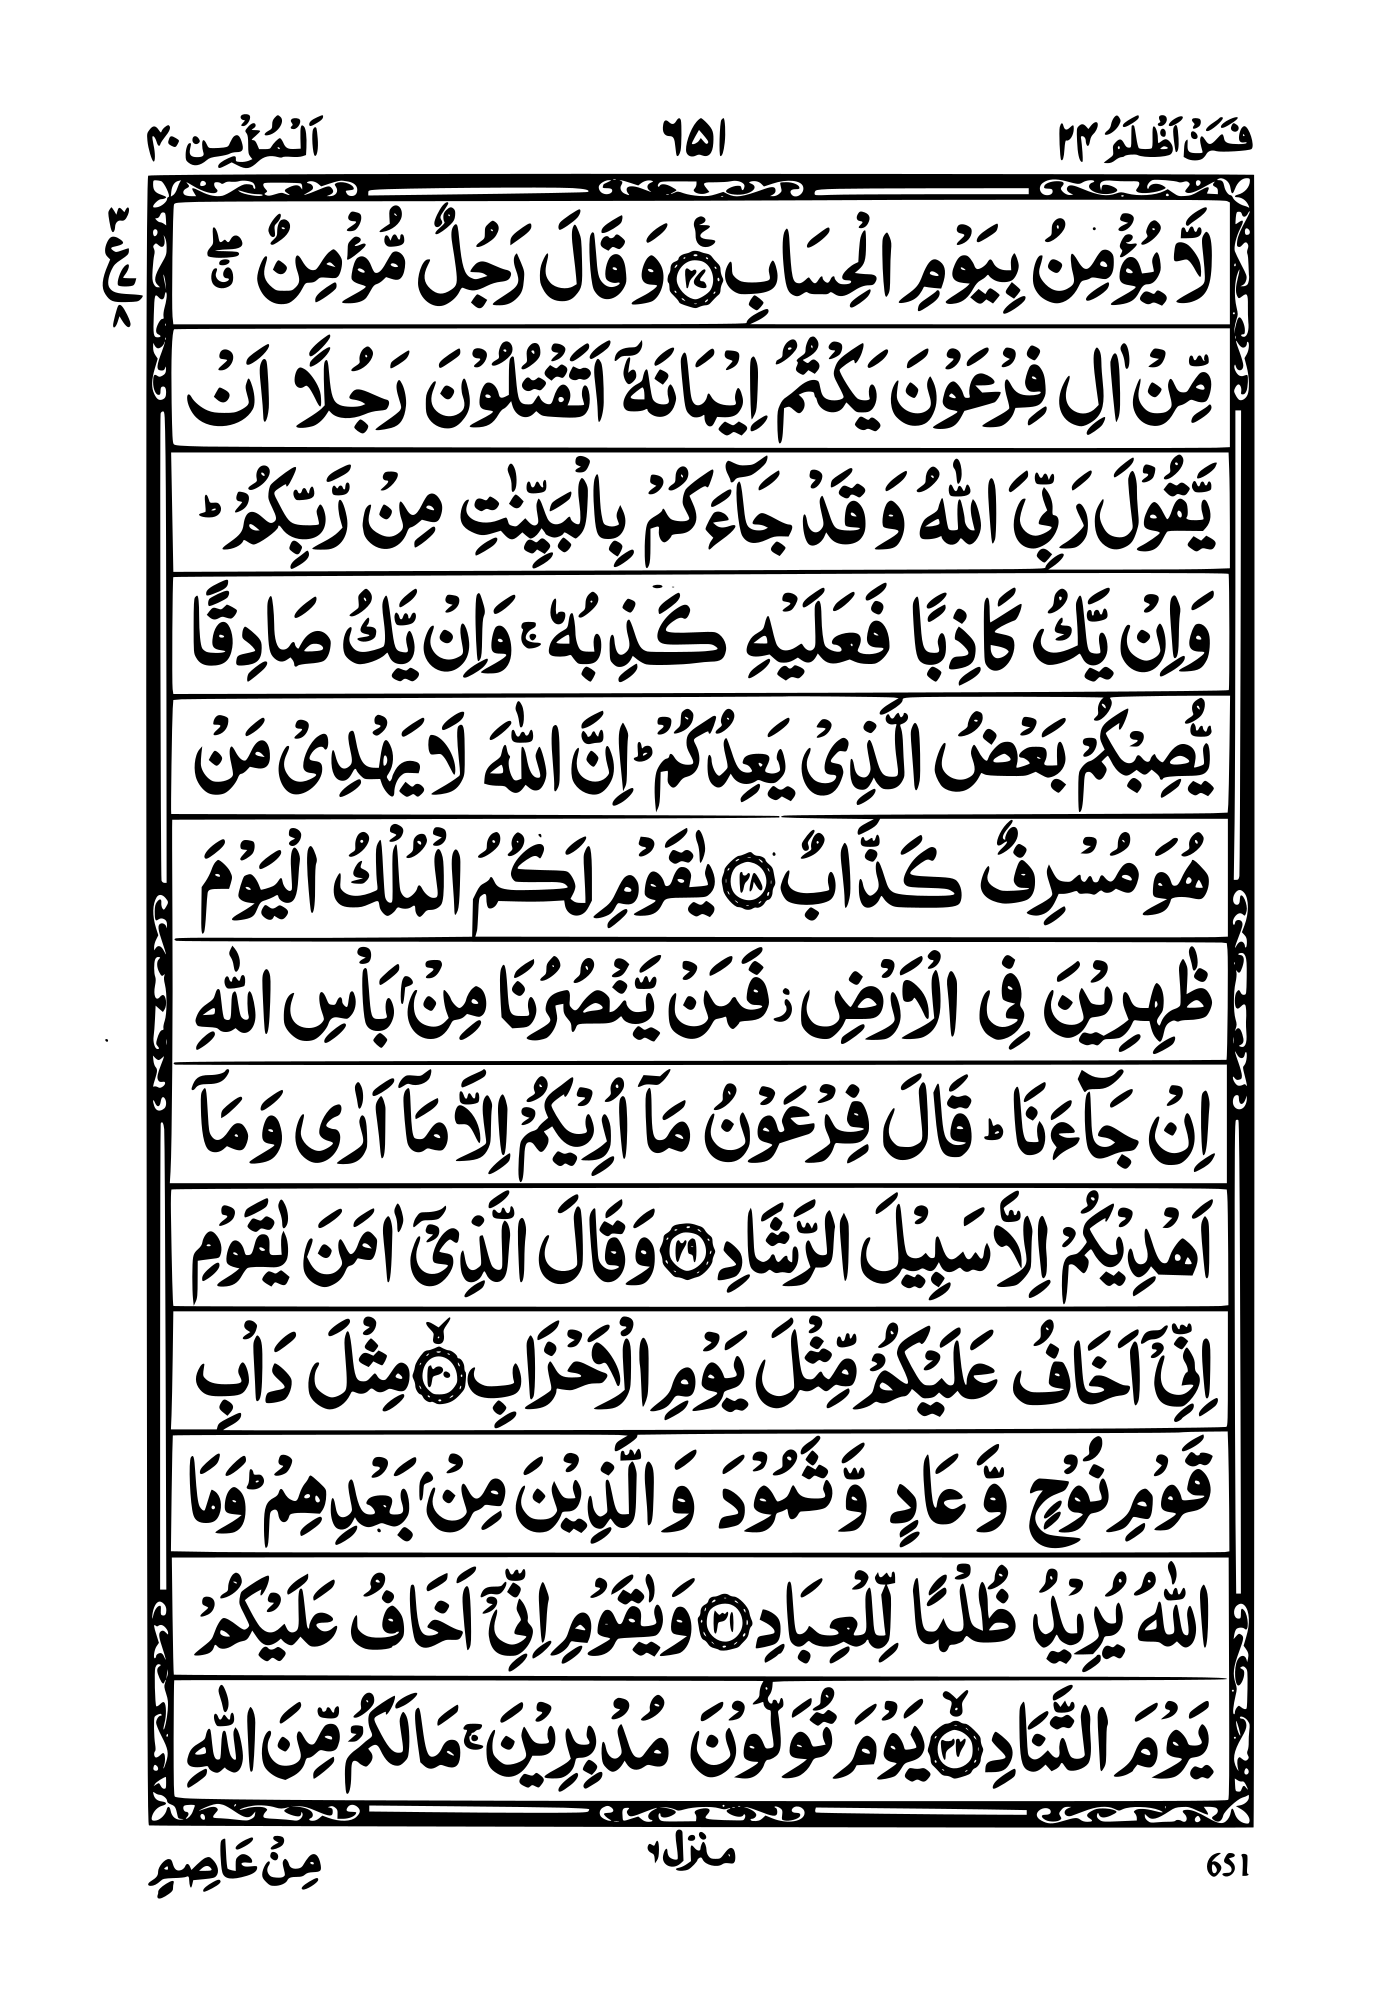 فَمَنْ اَظْلَمُ ۲۴
۶۵۱
اَلْمُؤْمِن ۴۰
لَّا يُؤْمِنُ بِيَوْمِ الْحِسَابِ ۟ ع ۲۷ وَ قَالَ رَجُلٌ مُّؤْمِنٌ ۖ ق
ع ۳ ۸
مِّنْ اٰلِ فِرْعَوْنَ يَكْتُمُ اِيْمَانَهٗۤ اَتَقْتُلُوْنَ رَجُلًا اَنْ
يَّقُوْلَ رَبِّيَ اللّٰهُ وَ قَدْ جَآءَكُمْ بِالْبَيِّنٰتِ مِنْ رَّبِّكُمْ ؕ
وَاِنْ يَّكُ كَاذِبًا فَعَلَيْهِ كَذِبُهٗ ۚ وَاِنْ يَّكُ صَادِقًا
يُّصِبْكُمْ بَعْضُ الَّذِيْ يَعِدُكُمْ ؕ اِنَّ اللّٰهَ لَا يَهْدِيْ مَنْ
هُوَ مُسْرِفٌ كَذَّابٌ ۲۸ يٰقَوْمِ لَكُمُ الْمُلْكُ الْيَوْمَ
ظٰهِرِيْنَ فِي الْاَرْضِ ز فَمَنْ يَّنْصُرُنَا مِنْۢ بَاْسِ اللّٰهِ
اِنْ جَآءَنَا ؕ قَالَ فِرْعَوْنُ مَاۤ اُرِيْكُمْ اِلَّا مَاۤ اَرٰى وَ مَاۤ
اَهْدِيْكُمْ اِلَّا سَبِيْلَ الرَّشَادِ ۲۹ وَقَالَ الَّذِيْۤ اٰمَنَ يٰقَوْمِ
اِنِّيْۤ اَخَافُ عَلَيْكُمْ مِّثْلَ يَوْمِ الْاَحْزَابِ ۙ ۳۰ مِثْلَ دَاْبِ
قَوْمِ نُوْحٍ وَّ عَادٍ وَّ ثَمُوْدَ وَ الَّذِيْنَ مِنْۢ بَعْدِهِمْ ؕ وَمَا
اللّٰهُ يُرِيْدُ ظُلْمًا لِّلْعِبَادِ ۳۱ وَيٰقَوْمِ اِنِّيْۤ اَخَافُ عَلَيْكُمْ
يَوْمَ التَّنَادِ ۙ ۳۲ يَوْمَ تُوَلُّوْنَ مُدْبِرِيْنَ ۚ مَا لَكُمْ مِّنَ اللّٰهِ
651
منزل ۶
مِنْ عَاصِمٍ